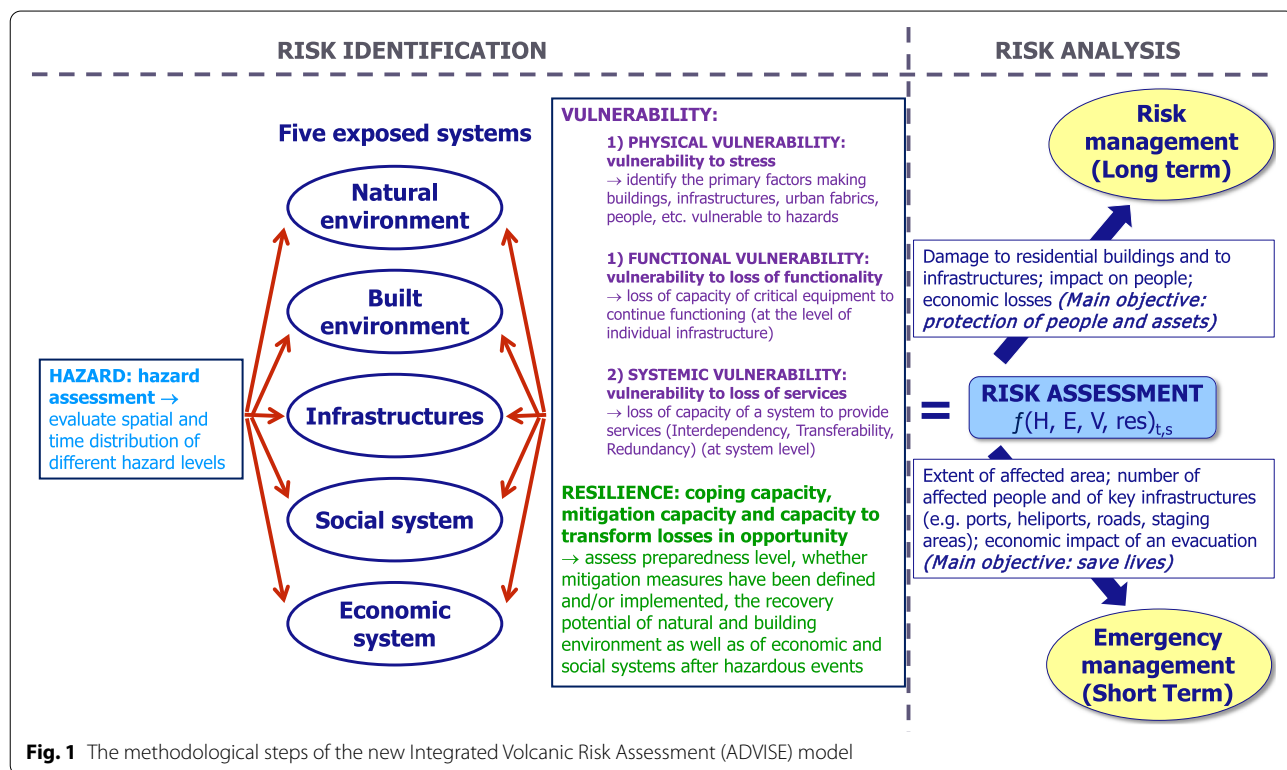 RISK IDENTIFICATION
RISK ANALYSIS
Five exposed systems
Natural
environment
Built
environment
Infrastructures
Social system
Economic
system
HAZARD: hazard
assessment →
evaluate spatial and
time distribution of
different hazard levels
VULNERABILITY:
1) PHYSICAL VULNERABILITY:
vulnerability to stress
→ identify the primary factors making
buildings, infrastructures, urban fabrics,
people, etc. vulnerable to hazards
1) FUNCTIONAL VULNERABILITY:
vulnerability to loss of functionality
→ loss of capacity of critical equipment to
continue functioning (at the level of
individual infrastructure)
2) SYSTEMIC VULNERABILITY:
vulnerability to loss of services
→ loss of capacity of a system to provide
services (Interdependency, Transferability,
Redundancy) (at system level)
RESILIENCE: coping capacity,
mitigation capacity and capacity to
transform losses in opportunity
→ assess preparedness level, whether
mitigation measures have been defined
and/or implemented, the recovery
potential of natural and building
environment as well as of economic and
social systems after hazardous events
=
Risk
management
(Long term)
Damage to residential buildings and to
infrastructures; impact on people;
economic losses (Main objective:
protection of people and assets)
RISK ASSESSMENT
f(H, E, V, res)t,s
Extent of affected area; number of
affected people and of key infrastructures
(e.g. ports, heliports, roads, staging
areas); economic impact of an evacuation
(Main objective: save lives)
Emergency
management
(Short Term)
Fig. 1 The methodological steps of the new Integrated Volcanic Risk Assessment (ADVISE) model